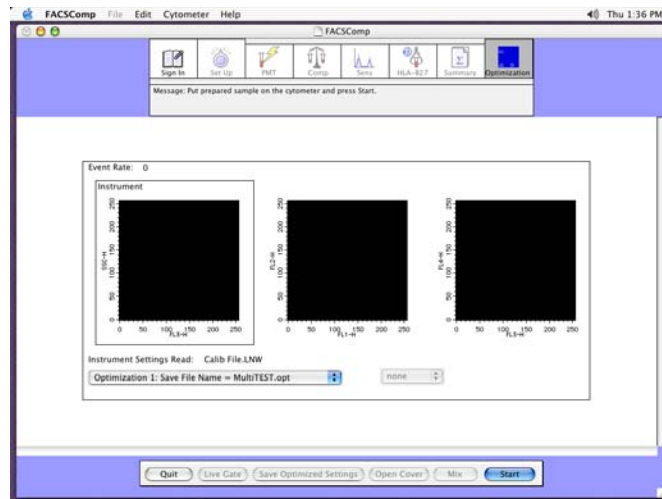 FACSComp File Edit Cytometer Help Thu 1:36 PM
FACSComp
Sign In Set Up PMT Comp Sens HLA-B27 Summary Optimization
Message: Put prepared sample on the cytometer and press Start.
Event Rate: 0
Instrument
SSC-H
0 50 100 150 200 250
0 50 100 150 200 250
FL3-H
FL2-H
0 50 100 150 200 250
0 50 100 150 200 250
FL1-H
FL4-H
0 50 100 150 200 250
0 50 100 150 200 250
FL3-H
Instrument Settings Read: Calib File.LNW
Optimization 1: Save File Name = MultiTEST.opt none
Quit Live Gate Save Optimized Settings Open Cover Mix Start